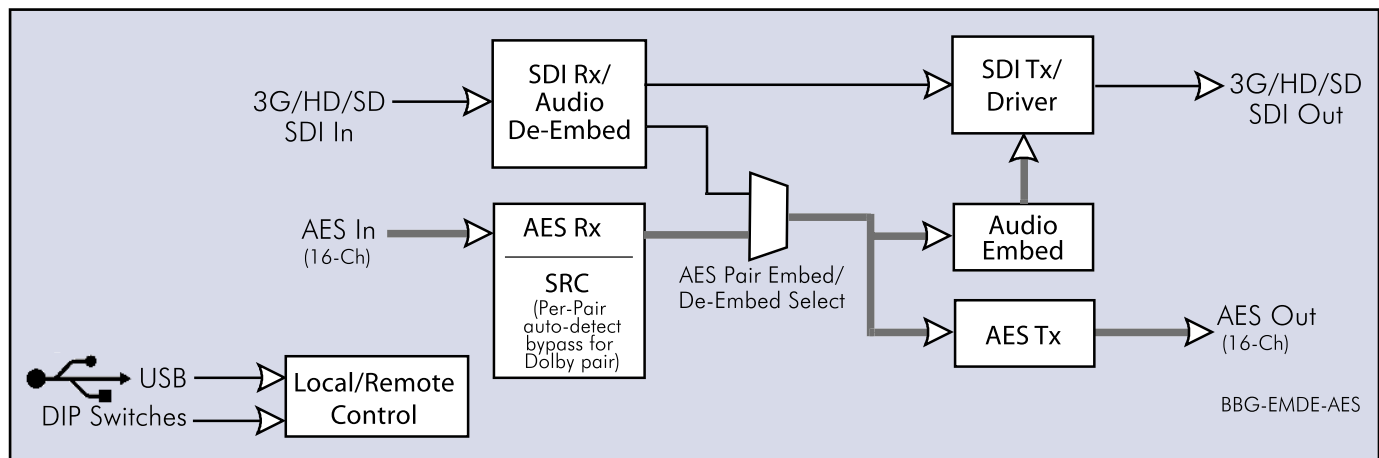 3G/HD/SD
SDI In
SDI Rx/
Audio
De-Embed
SDI Tx/
Driver
3G/HD/SD
SDI Out
AES In
(16-Ch)
AES Rx
SRC
(Per-Pair
auto-detect
bypass for
Dolby pair)
AES Pair Embed/
De-Embed Select
Audio
Embed
AES Tx
AES Out
(16-Ch)
USB
DIP Switches
Local/Remote
Control
BBG-EMDE-AES